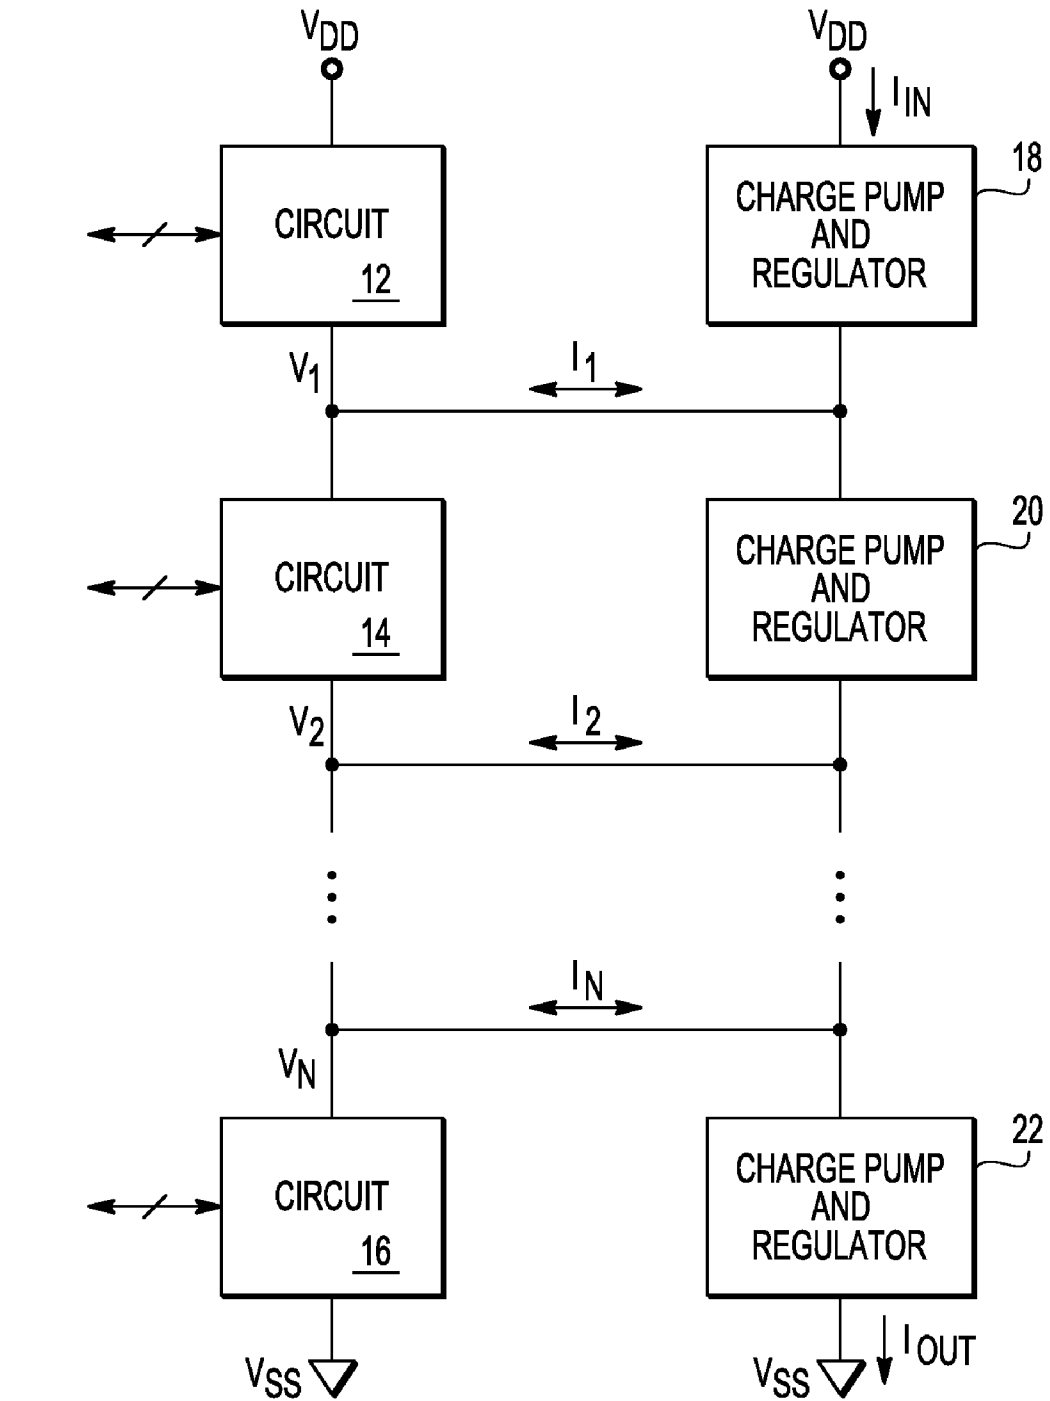 VDD
VDD
IIN
CIRCUIT
12
CHARGE PUMP
AND
REGULATOR
18
V1
I1
CIRCUIT
14
CHARGE PUMP
AND
REGULATOR
20
V2
I2
IN
VN
CIRCUIT
16
CHARGE PUMP
AND
REGULATOR
22
VSS
VSS
IOUT